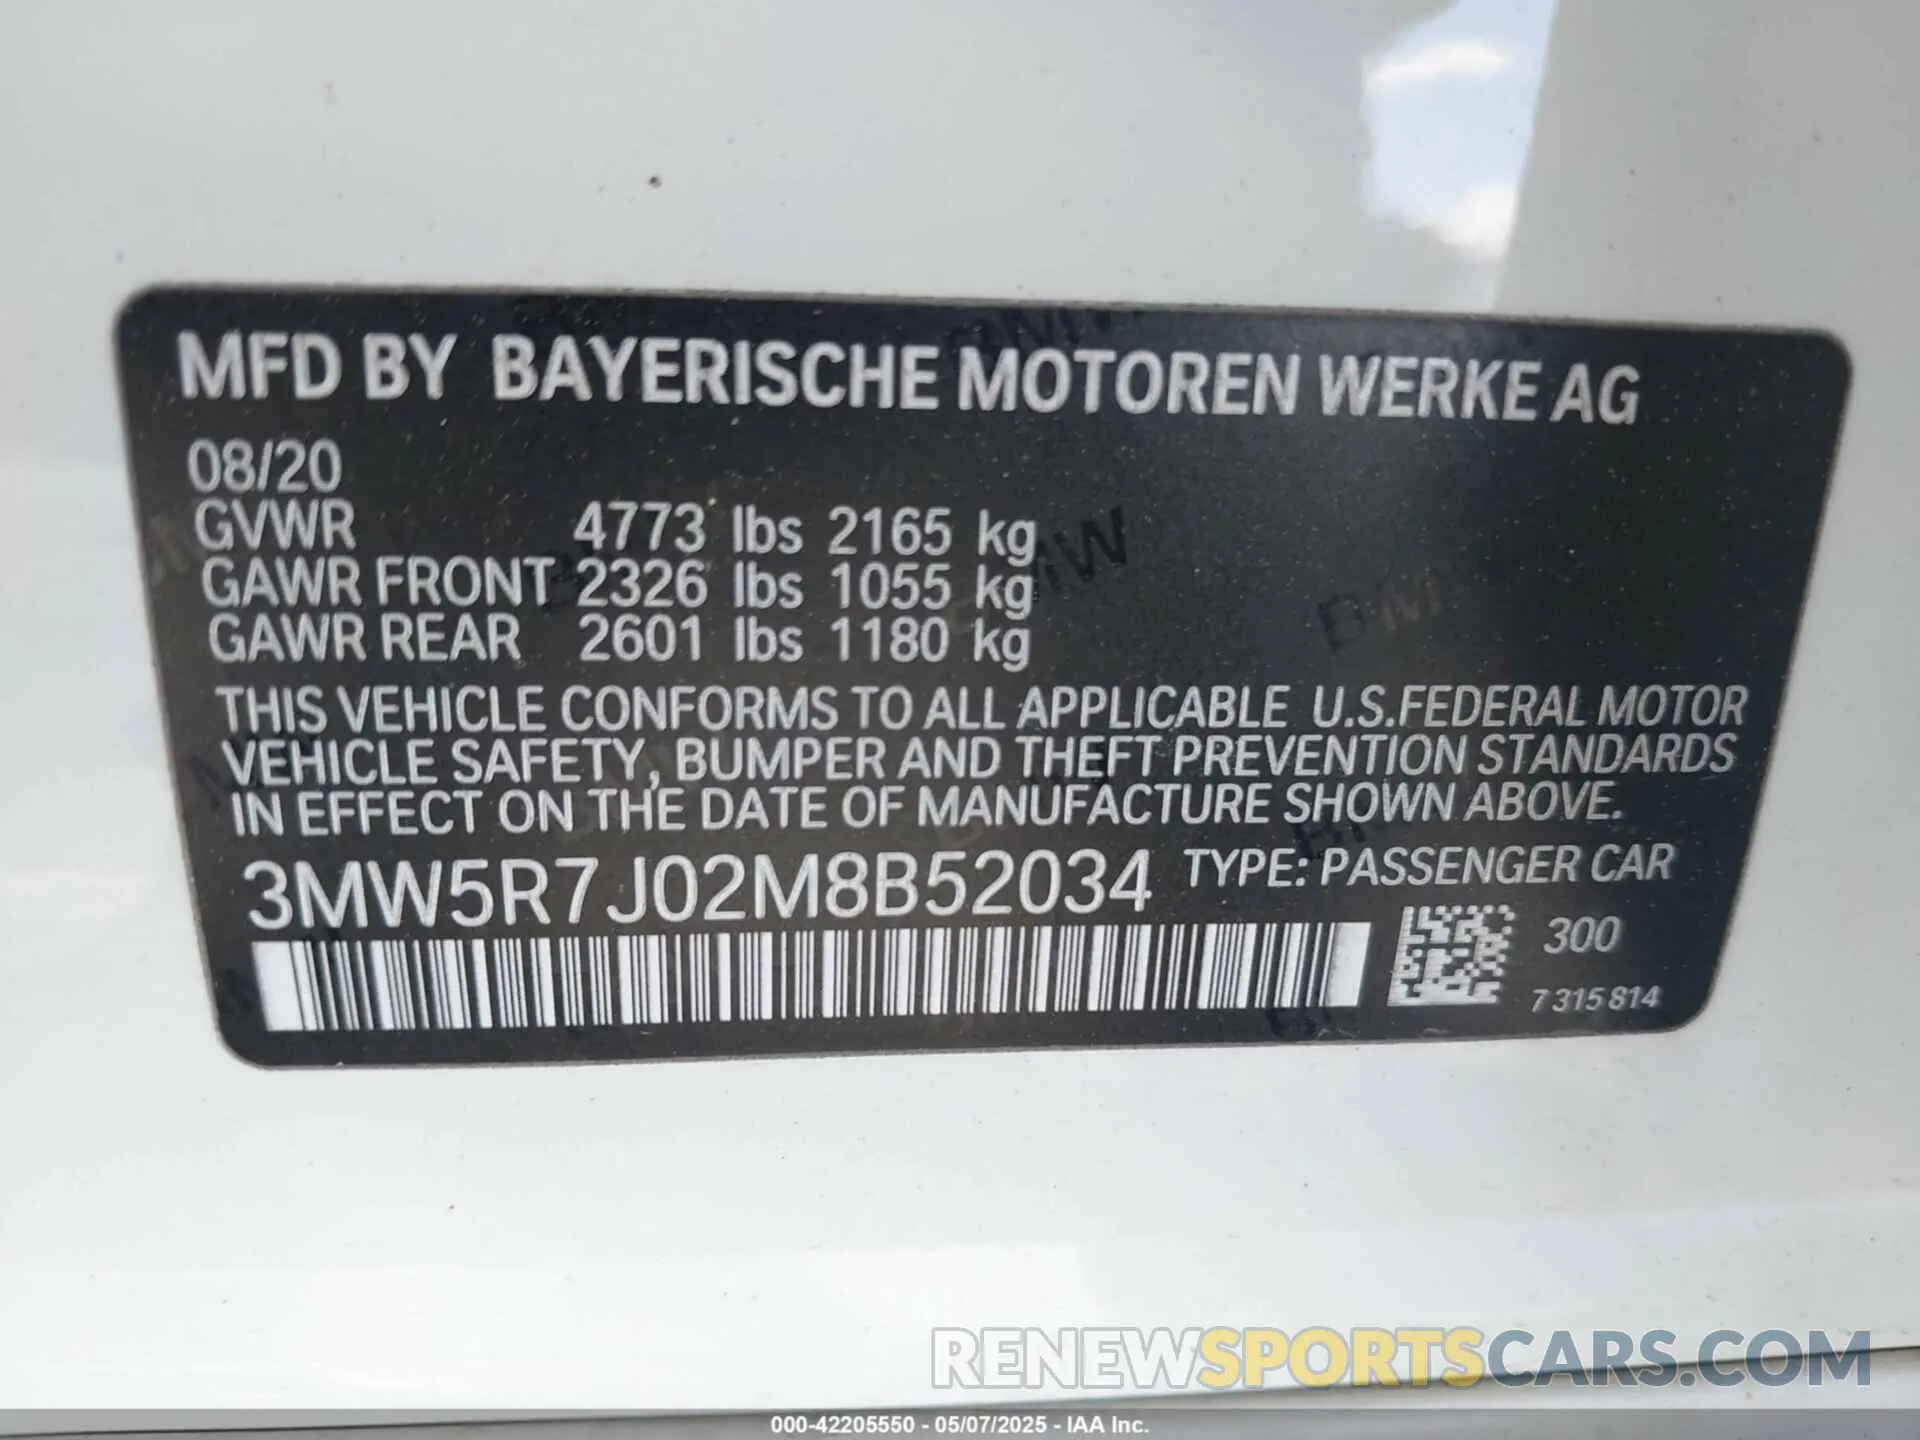 MFD BY BAYERISCHE MOTOREN WERKE AG
08/20
GVWR 4773 lbs 2165 kg
GAWR FRONT 2326 lbs 1055 kg
GAWR REAR 2601 lbs 1180 kg
THIS VEHICLE CONFORMS TO ALL APPLICABLE U.S.FEDERAL MOTOR
VEHICLE SAFETY, BUMPER AND THEFT PREVENTION STANDARDS
IN EFFECT ON THE DATE OF MANUFACTURE SHOWN ABOVE.
3MW5R7J02M8B52034 TYPE: PASSENGER CAR
300
7315814
RENEWSPORTSCARS.COM
000-42205550 - 05/07/2025 - IAA Inc.